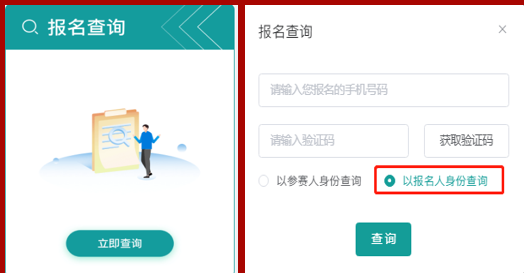 报名查询
立即查询
报名查询
请输入您报名的手机号码
请输入验证码
获取验证码
以参赛人身份查询
以报名人身份查询
查询